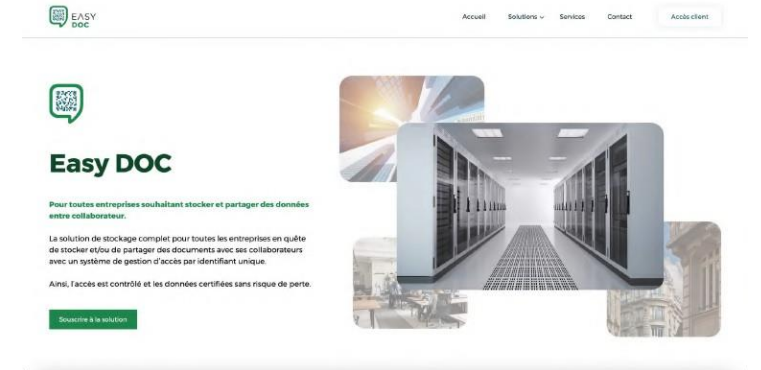 EASY
DOC
Accueil Solutions Services Contact Accès client
Easy DOC
Pour toutes entreprises souhaitant stocker et partager des données
entre collaborateur.
La solution de stockage complet pour toutes les entreprises en quête
de stocker et/ou de partager des documents avec ses collaborateurs
avec un système de gestion d'accès par identifiant unique.
Ainsi, l'accès est contrôlé et les données certifiées sans risque de perte.
Souscrire à la solution